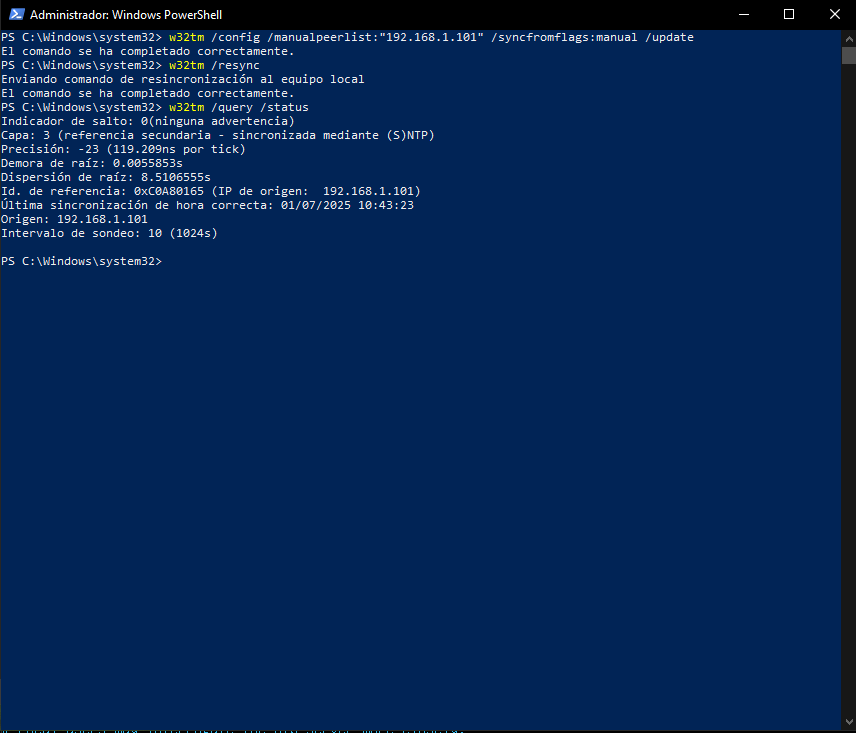 Administrador: Windows PowerShell
PS C:\Windows\system32> w32tm /config /manualpeerlist:"192.168.1.101" /syncfromflags:manual /update
El comando se ha completado correctamente.
PS C:\Windows\system32> w32tm /resync
Enviando comando de resincronización al equipo local
El comando se ha completado correctamente.
PS C:\Windows\system32> w32tm /query /status
Indicador de salto: 0(ninguna advertencia)
Capa: 3 (referencia secundaria - sincronizada mediante (S)NTP)
Precisión: -23 (119.209ns por tick)
Demora de raíz: 0.0055853s
Dispersión de raíz: 8.5106555s
Id. de referencia: 0xC0A80165 (IP de origen:  192.168.1.101)
Última sincronización de hora correcta: 01/07/2025 10:43:23
Origen: 192.168.1.101
Intervalo de sondeo: 10 (1024s)
PS C:\Windows\system32>